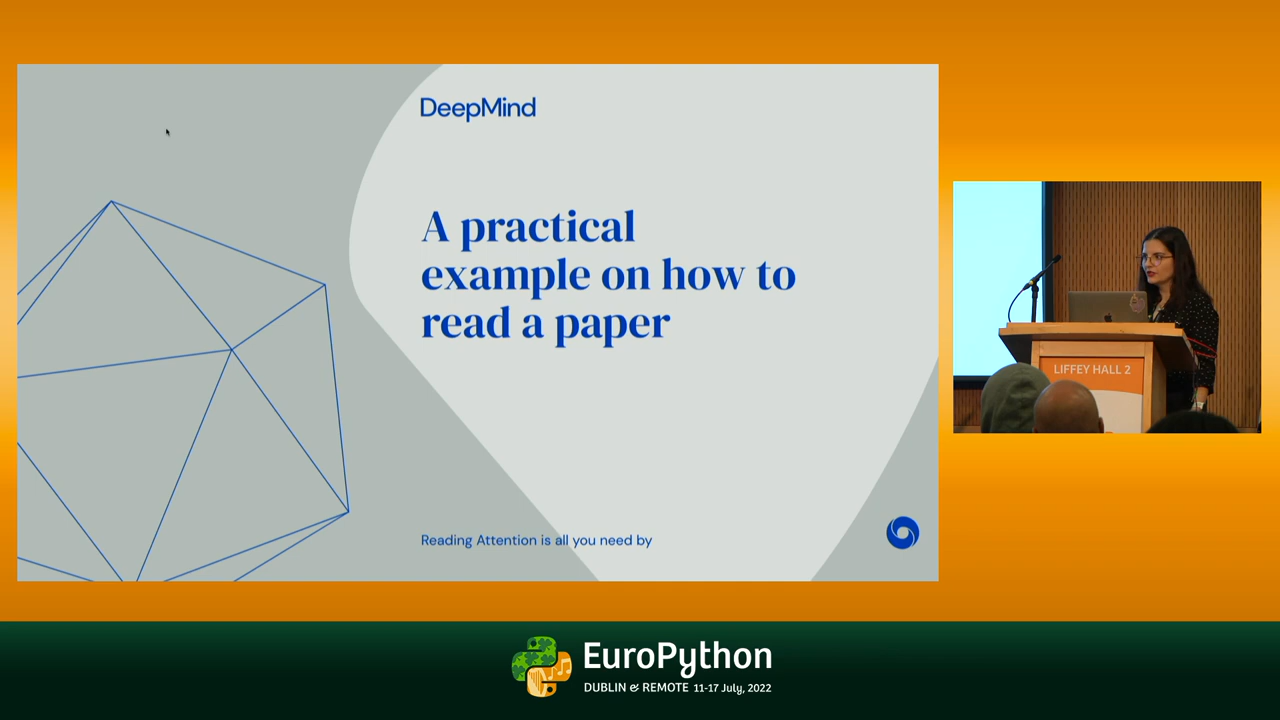 DeepMind
A practical
example on how to
read a paper
Reading Attention is all you need by
LIFFEY HALL 2
EuroPython
DUBLIN & REMOTE 11-17 July, 2022